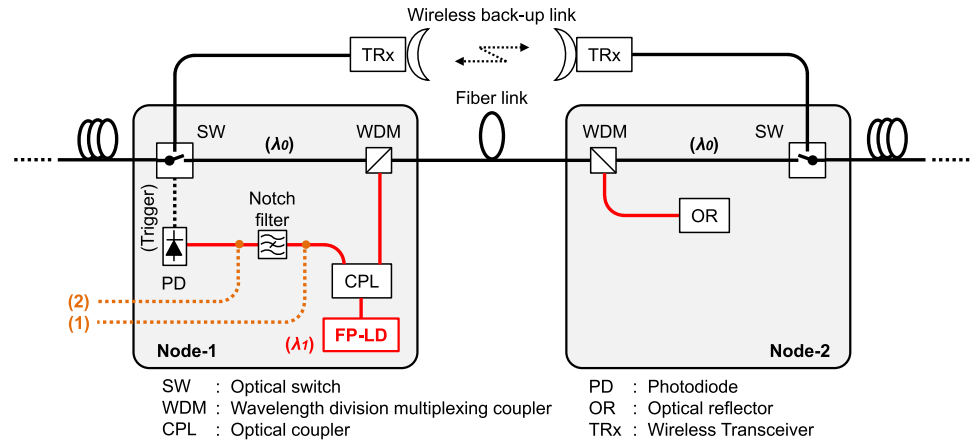 Wireless back-up link
TRx
TRx
Fiber link
SW
(λ0)
WDM
WDM
(λ0)
SW
(Trigger)
Notch
filter
OR
PD
CPL
(2)
(1)
(λ1)
FP-LD
Node-1
Node-2
SW : Optical switch
WDM : Wavelength division multiplexing coupler
CPL : Optical coupler
PD : Photodiode
OR : Optical reflector
TRx : Wireless Transceiver